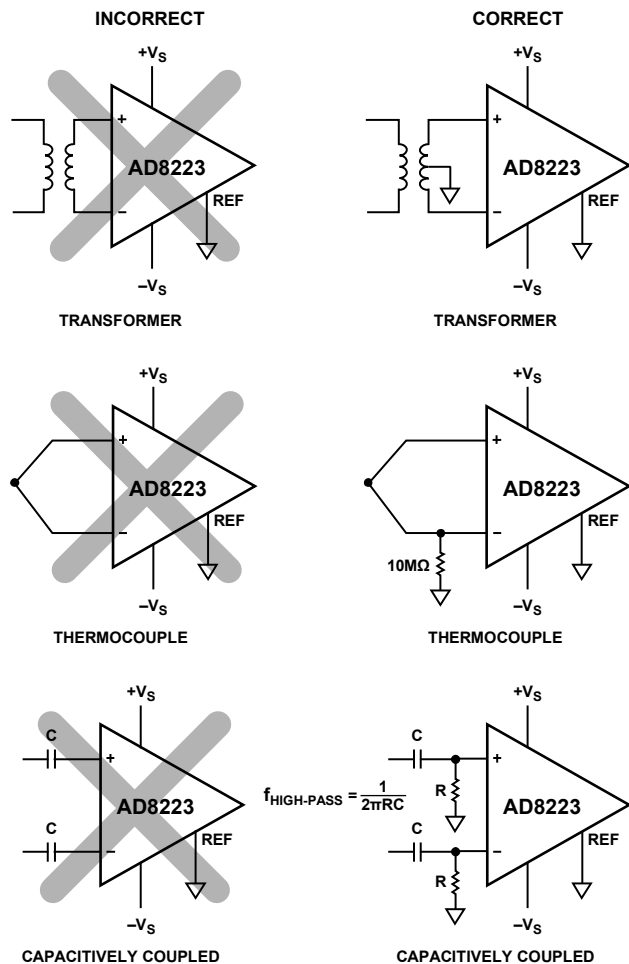 INCORRECT
CORRECT
+VS
+
AD8223
REF
−
−VS
TRANSFORMER
+VS
+
AD8223
REF
−
−VS
TRANSFORMER
+VS
+
AD8223
REF
−
−VS
THERMOCOUPLE
+VS
+
AD8223
REF
−
10MΩ
−VS
THERMOCOUPLE
+VS
C
+
AD8223
C
−
REF
−VS
CAPACITIVELY COUPLED
fHIGH-PASS = 1/2πRC
+VS
C
+
R
AD8223
C
−
REF
R
−VS
CAPACITIVELY COUPLED